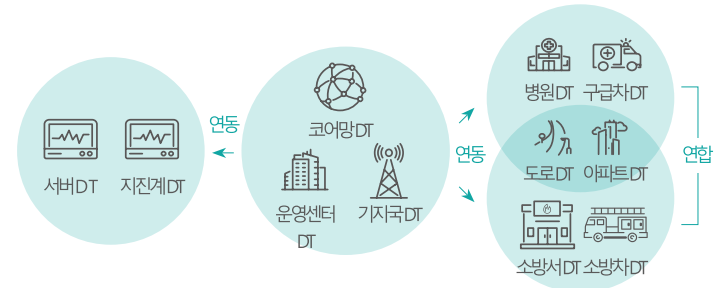 서버DT
지진계DT
연동
코어망DT
운영센터
DT
기지국DT
연동
병원DT
구급차DT
도로DT
아파트DT
소방서DT
소방차DT
연합